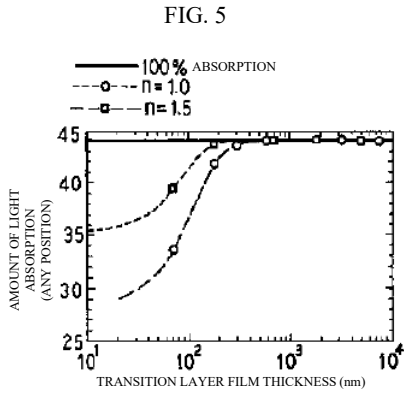 FIG. 5
100% ABSORPTION
n=1.0
n=1.5
45
40
35
30
25
AMOUNT OF LIGHT
ABSORPTION
(ANY POSITION)
10¹ 10² 10³ 10⁴
TRANSITION LAYER FILM THICKNESS (nm)